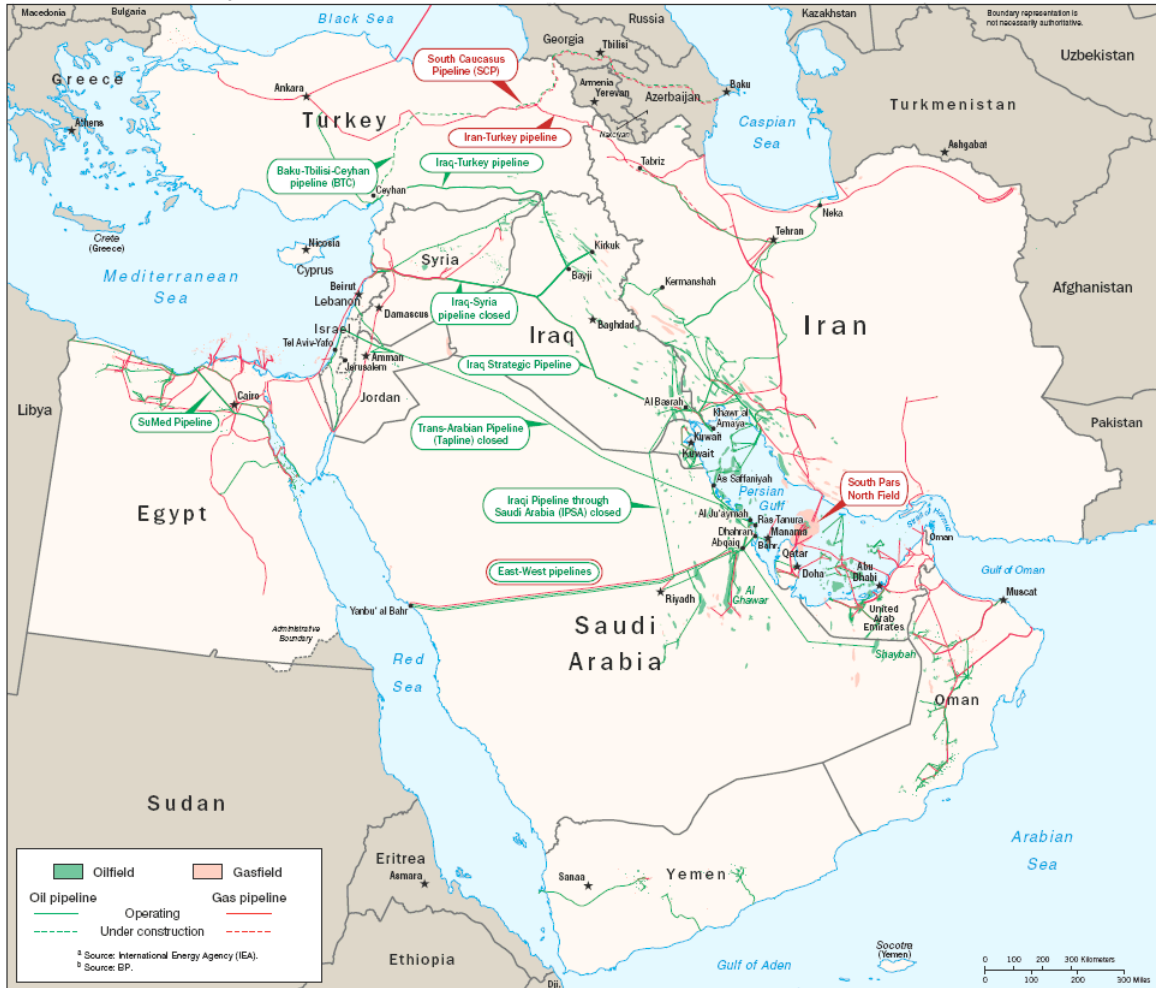 Macedonia
Bulgaria
Black Sea
Russia
Kazakhstan
Boundary representation is
not necessarily authoritative.
Georgia
Tbilisi
Uzbekistan
South Caucasus
Pipeline (SCP)
Greece
Ankara
Armenia
Yerevan
Azerbaijan
Baku
Turkmenistan
Athens
Turkey
Caspian
Sea
Iran-Turkey pipeline
Ashgabat
Baku-Tbilisi-Ceyhan
pipeline (BTC)
Iraq-Turkey pipeline
Tabriz
Ceyhan
Neka
Crete
(Greece)
Nicosia
Cyprus
Syria
Kirkuk
Tehran
Mediterranean
Sea
Bayji
Kermanshah
Afghanistan
Beirut
Lebanon
Iraq-Syria
pipeline closed
Damascus
Baghdad
Iran
Israel
Iraq
Tel Aviv-Yafo
Amman
Jerusalem
Iraq Strategic Pipeline
Jordan
Libya
Cairo
Al Basrah
Khawr al
Amaya
Pakistan
SuMed Pipeline
Trans-Arabian Pipeline
(Tapline) closed
Kuwait
Kuwait
As Saffaniyah
South Pars
North Field
Persian
Gulf
Egypt
Iraqi Pipeline through
Saudi Arabia (IPSA) closed
Al Ju'aymah
Ras Tanura
Dhahran
Manama
Bahr.
Abqaiq
Qatar
Oman
East-West pipelines
Doha
Abu
Dhabi
Gulf of Oman
Yanbu' al Bahr
Riyadh
Al
Ghawar
United
Arab
Emirates
Muscat
Administrative
Boundary
Saudi
Arabia
Shaybah
Red
Sea
Oman
Sudan
Arabian
Sea
Eritrea
Asmara
Sanaa
Yemen
Oilfield
Gasfield
Oil pipeline
Gas pipeline
Operating
Under construction
a Source: International Energy Agency (IEA).
b Source: BP.
Ethiopia
Dji.
Gulf of Aden
Socotra
(Yemen)
0 100 200 300 Kilometers
0 100 200 300 Miles